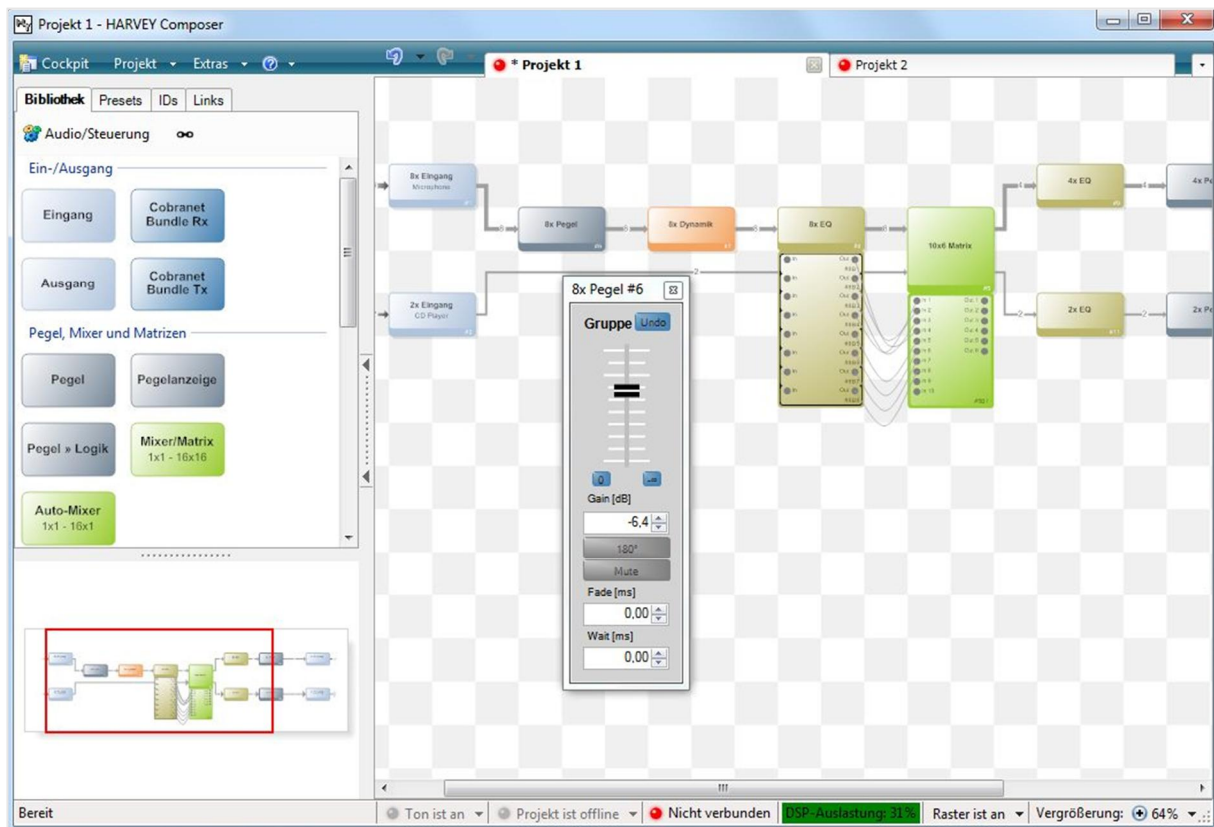 Projekt 1 - HARVEY Composer
Cockpit Projekt Extras
* Projekt 1
Projekt 2
Bibliothek Presets IDs Links
Audio/Steuerung
Ein-/Ausgang
Eingang
Cobranet
Bundle Rx
Ausgang
Cobranet
Bundle Tx
Pegel, Mixer und Matrizen
Pegel
Pegelanzeige
Pegel » Logik
Mixer/Matrix
1x1 - 16x16
Auto-Mixer
1x1 - 16x1
8x Eingang
Microphone
8x Pegel
8x Dynamik
8x EQ
10x6 Matrix
4x EQ
2x Eingang
CD Player
2x EQ
8x Pegel #6
Gruppe Undo
0
Gain [dB]
-6,4
180°
Mute
Fade [ms]
0,00
Wait [ms]
0,00
Bereit
Ton ist an
Projekt ist offline
Nicht verbunden
DSP-Auslastung: 31%
Raster ist an
Vergrößerung: 64%